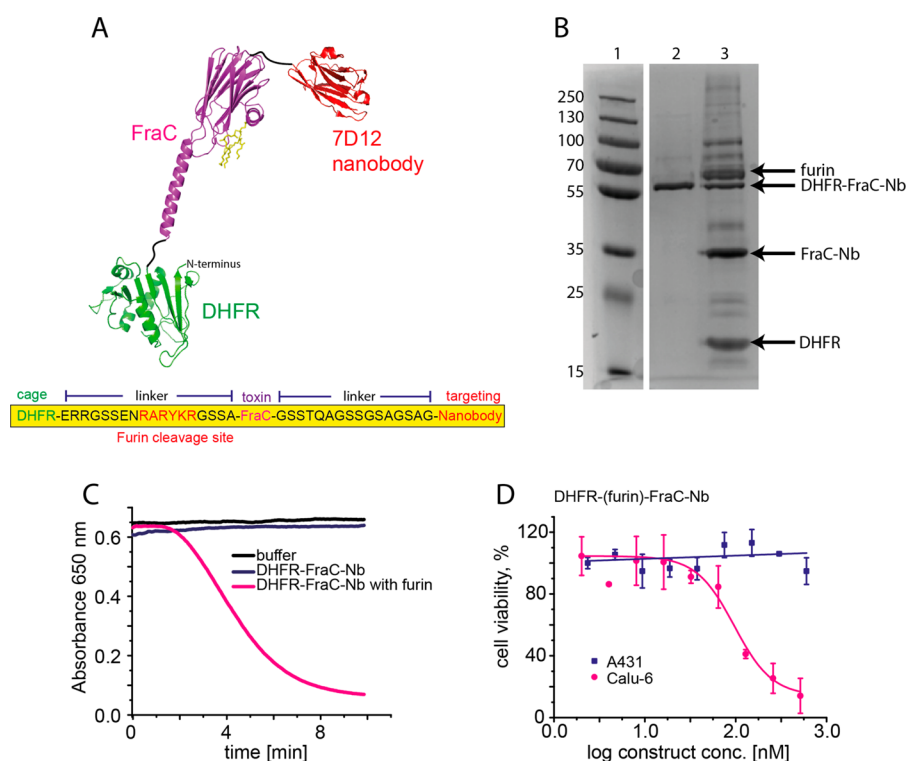 A
FraC
7D12
nanobody
N-terminus
DHFR
cage
linker
toxin
linker
targeting
DHFR-ERRGSSENRARYKRGSSA-FraC-GSSTQAGSSGSAGSAG-Nanobody
Furin cleavage site
B
1 2 3
250
130
100
70
55
35
25
15
furin
DHFR-FraC-Nb
FraC-Nb
DHFR
C
Absorbance 650 nm
0.6
0.4
0.2
0.0
buffer
DHFR-FraC-Nb
DHFR-FraC-Nb with furin
0 4 8
time [min]
D
DHFR-(furin)-FraC-Nb
cell viability, %
120
80
40
0
A431
Calu-6
0.0 1.0 2.0 3.0
log construct conc. [nM]